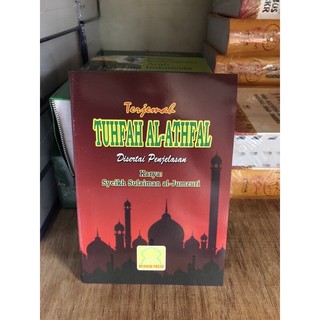 Terjemah
TUHFAH AL-ATHFAL
Disertai Penjelasan
Karya:
Syeikh Sulaiman al-Jumzuri